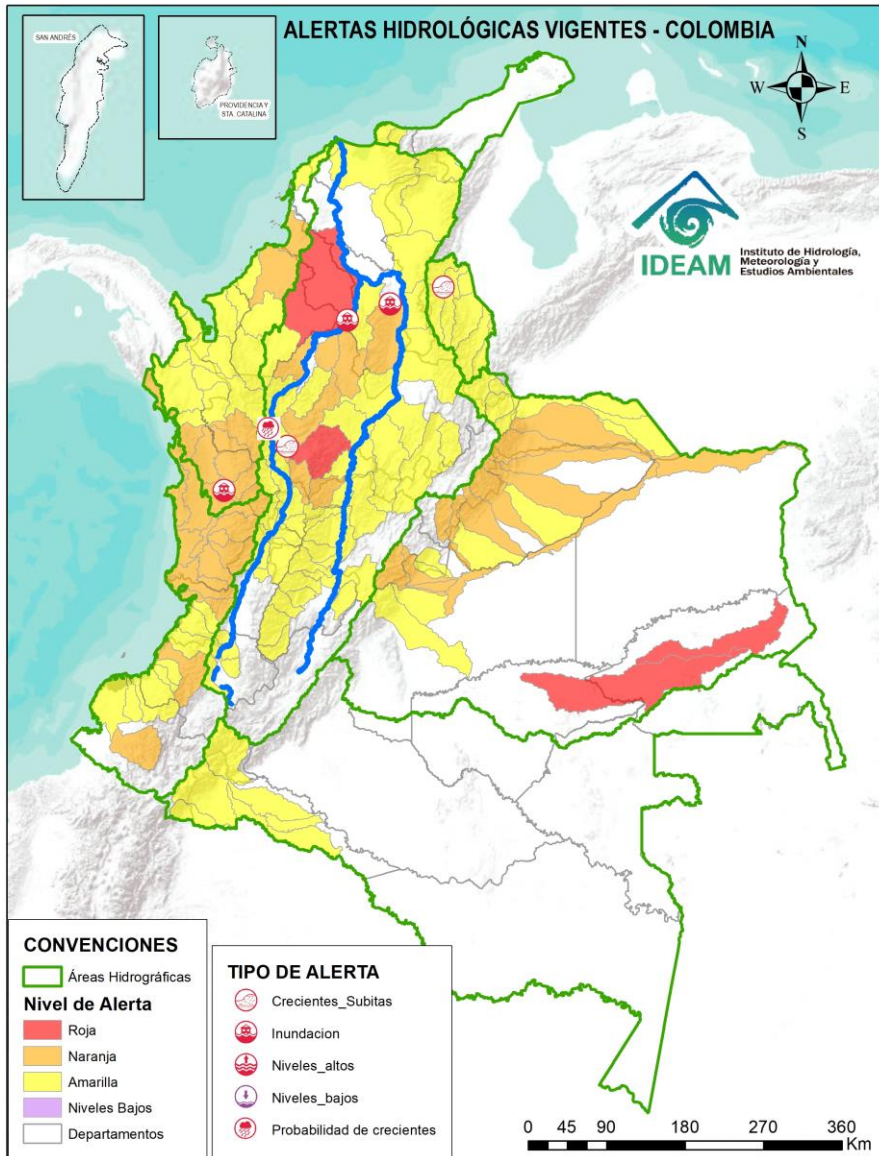 ALERTAS HIDROLÓGICAS VIGENTES - COLOMBIA
SAN ANDRÉS
PROVIDENCIA Y
STA. CATALINA
N
W
E
S
IDEAM
Instituto de Hidrología,
Meteorología y
Estudios Ambientales
CONVENCIONES
Áreas Hidrográficas
Nivel de Alerta
Roja
Naranja
Amarilla
Niveles Bajos
Departamentos
TIPO DE ALERTA
Crecientes_Subitas
Inundacion
Niveles_altos
Niveles_bajos
Probabilidad de crecientes
0 45 90 180 270 360
Km